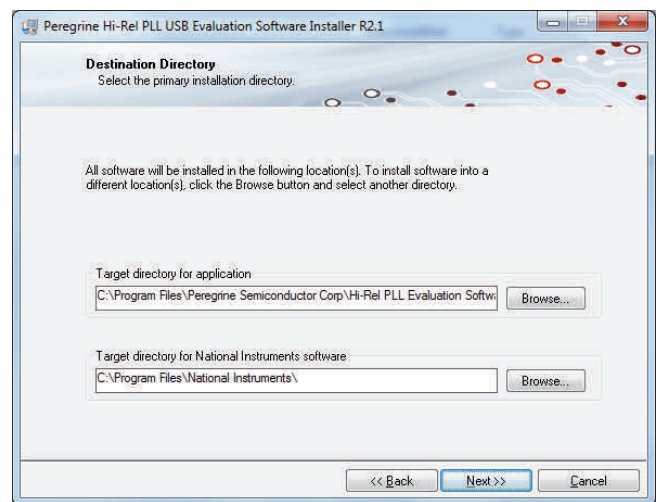 Peregrine Hi-Rel PLL USB Evaluation Software Installer R2.1
Destination Directory
Select the primary installation directory.
All software will be installed in the following location(s). To install software into a
different location(s), click the Browse button and select another directory.
Target directory for application
C:\Program Files\Peregrine Semiconductor Corp\Hi-Rel PLL Evaluation Softw
Browse...
Target directory for National Instruments software
C:\Program Files\National Instruments\
Browse...
<< Back
Next >>
Cancel